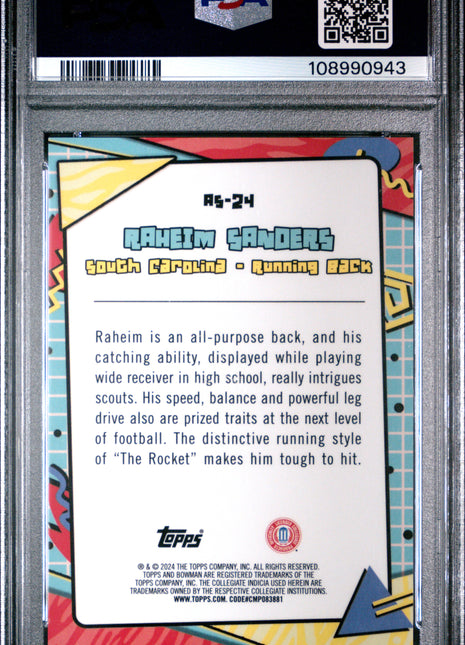 PSA
108990943
AS-24
RAHEIM SANDERS
South Carolina - Running Back
Raheim is an all-purpose back, and his
catching ability, displayed while playing
wide receiver in high school, really intrigues
scouts. His speed, balance and powerful leg
drive also are prized traits at the next level
of football. The distinctive running style
of “The Rocket” makes him tough to hit.
Topps
® & © 2024 THE TOPPS COMPANY, INC. ALL RIGHTS RESERVED.
TOPPS AND BOWMAN ARE REGISTERED TRADEMARKS OF THE
TOPPS COMPANY, INC. THE COLLEGIATE INDICIA USED HEREIN ARE
TRADEMARKS OWNED BY THE RESPECTIVE COLLEGIATE INSTITUTIONS.
WWW.TOPPS.COM. CODE#CMP083881